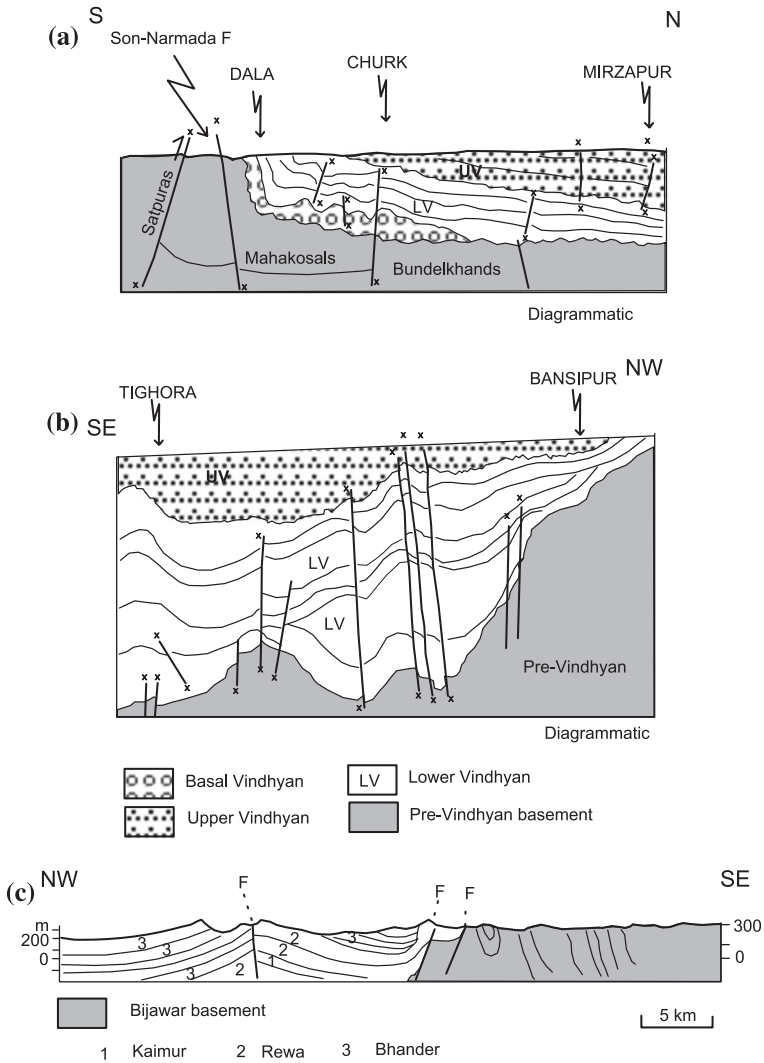 S N
(a) Son-Narmada F
DALA CHURK MIRZAPUR
x x x x
x x x x x x
UV
Satpuras LV
x x x x x x
Mahakosals Bundelkhands
x x x
Diagrammatic
NW
TIGHORA BANSIPUR
(b) SE
x x
UV
x x
x x
LV
LV
x
Pre-Vindhyan
x x x x x
x x x x
Diagrammatic
Basal Vindhyan LV Lower Vindhyan
Upper Vindhyan Pre-Vindhyan basement
(c) NW SE
F F F
m 300
200 3 3 2 3 0
0 3 2 2 1
Bijawar basement
5 km
1 Kaimur 2 Rewa 3 Bhander